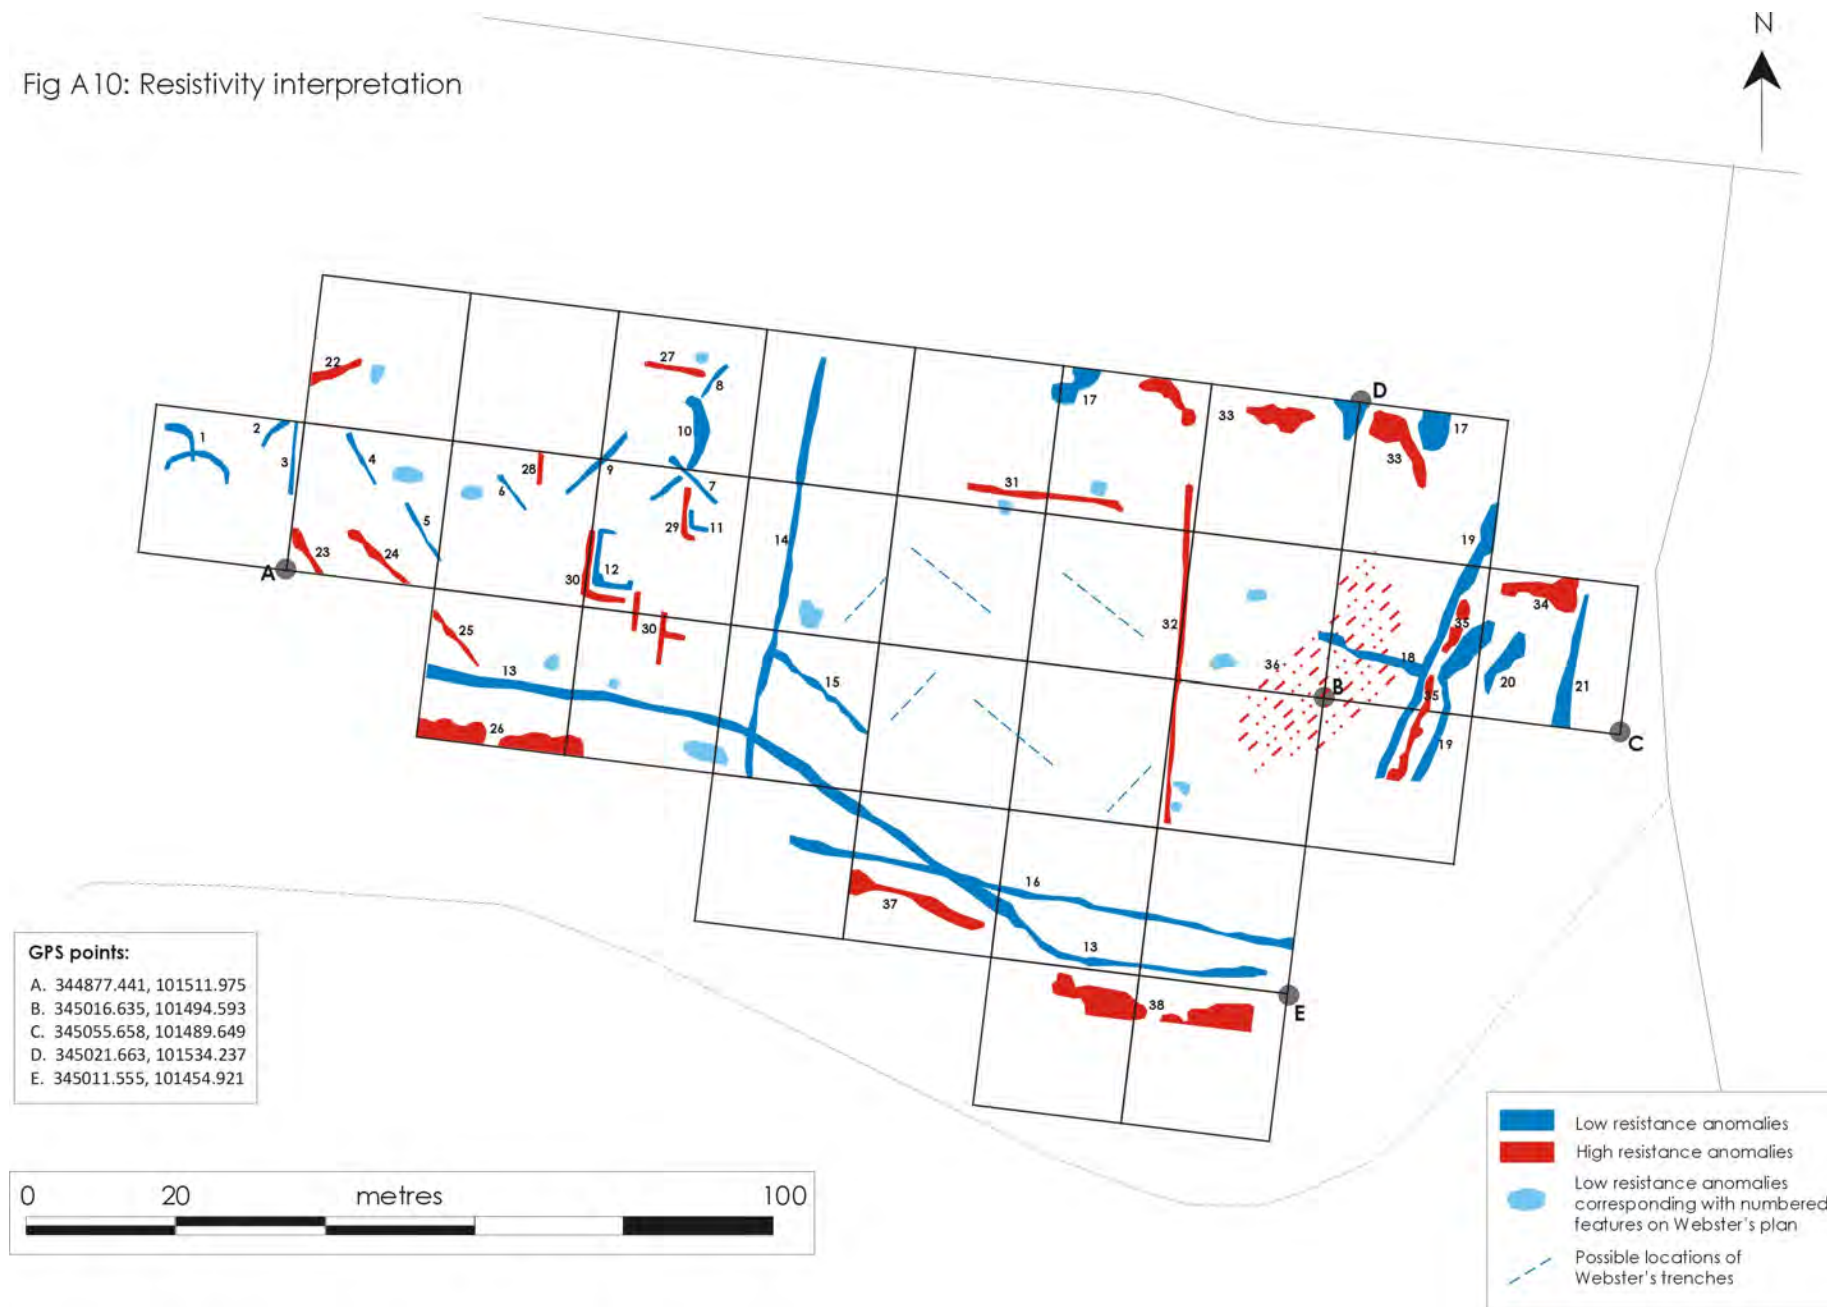 N
Fig A10: Resistivity interpretation
22
27
8
17
D
33
17
33
1
2
3
4
10
28
6
9
7
31
5
29
11
14
19
23
24
A
30
12
34
35
32
25
30
36
18
13
15
B
35
20
21
26
19
C
16
37
13
38
E
GPS points:
A. 344877.441, 101511.975
B. 345016.635, 101494.593
C. 345055.658, 101489.649
D. 345021.663, 101534.237
E. 345011.555, 101454.921
0 20 metres 100
Low resistance anomalies
High resistance anomalies
Low resistance anomalies
corresponding with numbered
features on Webster's plan
Possible locations of
Webster's trenches